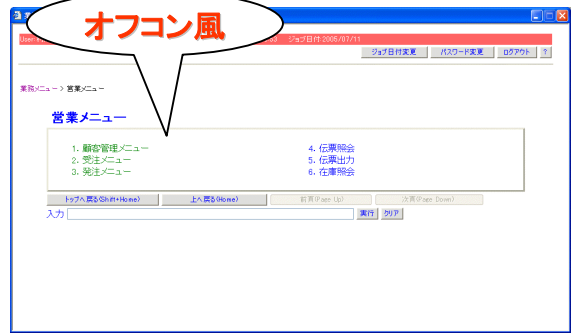 オフコン風
ジョブ日付:2005/07/11
ジョブ日付変更 パスワード変更 ログアウト ?
業務メニュー > 営業メニュー
営業メニュー
1. 顧客管理メニュー
2. 受注メニュー
3. 発注メニュー
4. 伝票照会
5. 伝票出力
6. 在庫照会
トップへ戻る(Shift+Home) 上へ戻る(Home) 前頁(Page Up) 次頁(Page Down)
入力 実行 クリア